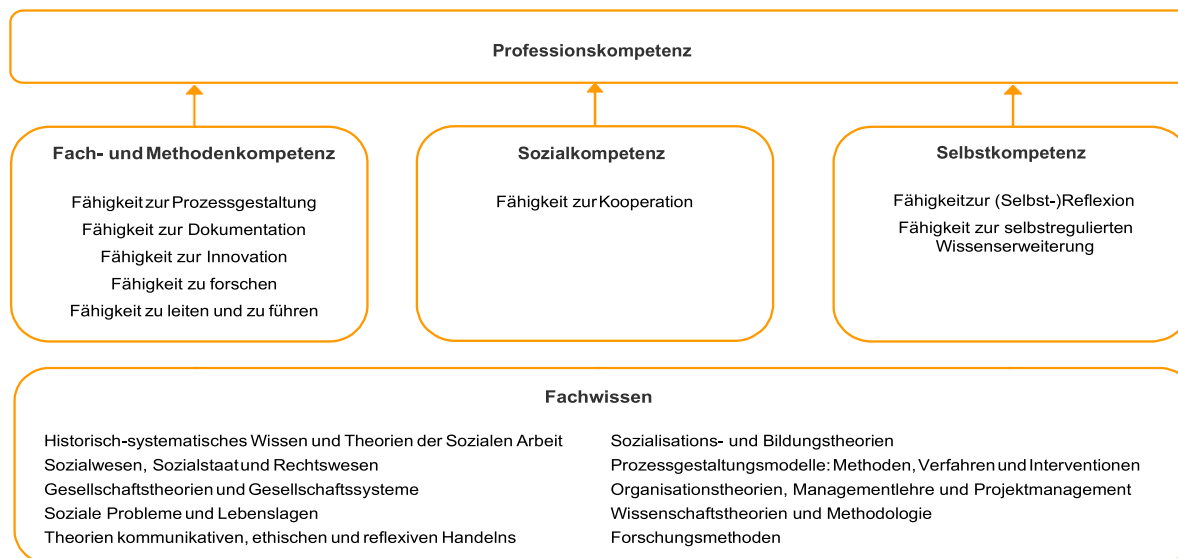 Professionskompetenz
Fach- und Methodenkompetenz
Fähigkeit zur Prozessgestaltung
Fähigkeit zur Dokumentation
Fähigkeit zur Innovation
Fähigkeit zu forschen
Fähigkeit zu leiten und zu führen
Sozialkompetenz
Fähigkeit zur Kooperation
Selbstkompetenz
Fähigkeit zur (Selbst-)Reflexion
Fähigkeit zur selbstregulierten
Wissenserweiterung
Fachwissen
Historisch-systematisches Wissen und Theorien der Sozialen Arbeit
Sozialwesen, Sozialstaat und Rechtswesen
Gesellschaftstheorien und Gesellschaftssysteme
Soziale Probleme und Lebenslagen
Theorien kommunikativen, ethischen und reflexiven Handelns
Sozialisations- und Bildungstheorien
Prozessgestaltungsmodelle: Methoden, Verfahren und Interventionen
Organisationstheorien, Managementlehre und Projektmanagement
Wissenschaftstheorien und Methodologie
Forschungsmethoden